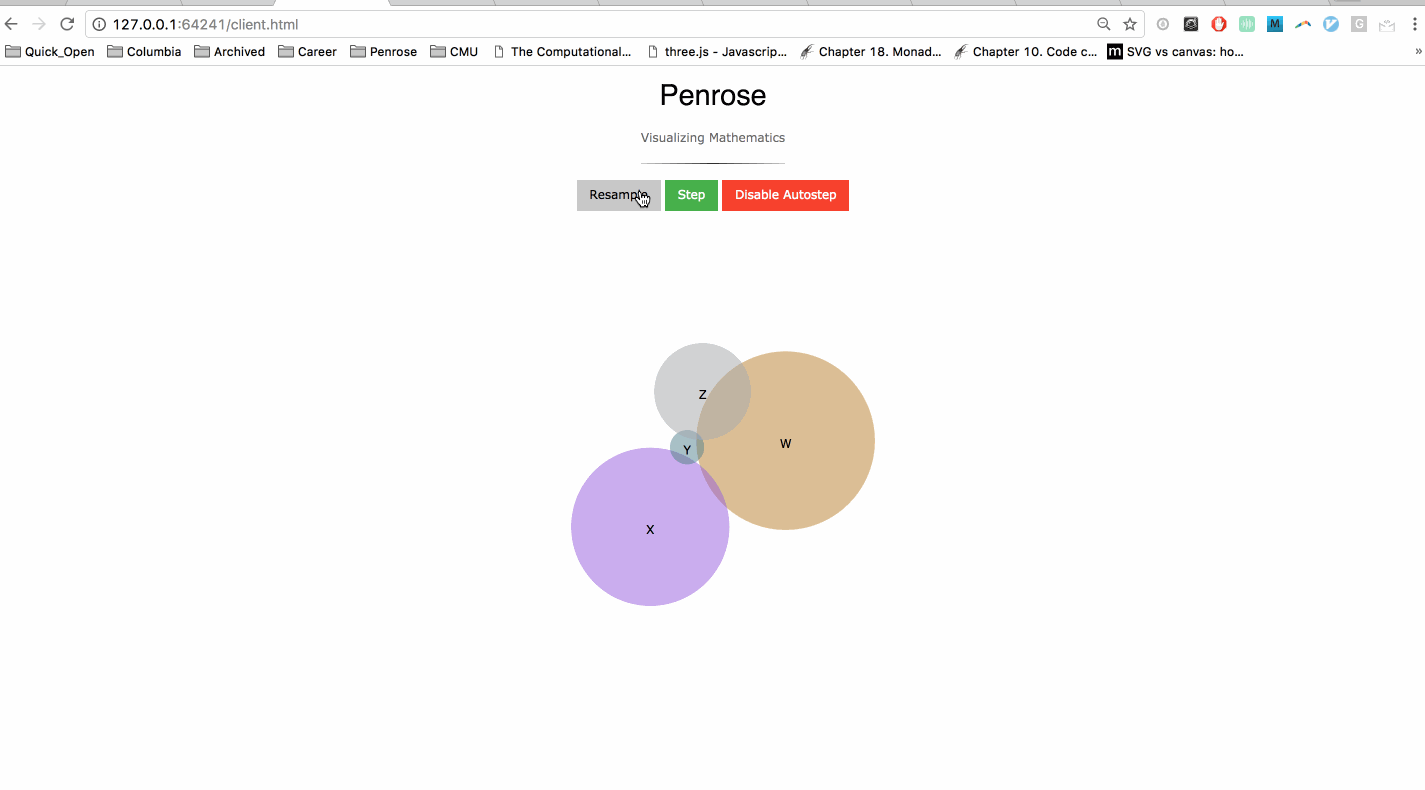 127.0.0.1:64241/client.html
Quick_Open Columbia Archived Career Penrose CMU The Computational... three.js - Javascrip... Chapter 18. Monad... Chapter 10. Code c... m SVG vs canvas: ho... »
Penrose
Visualizing Mathematics
Resample Step Disable Autostep
Z
W
Y
X